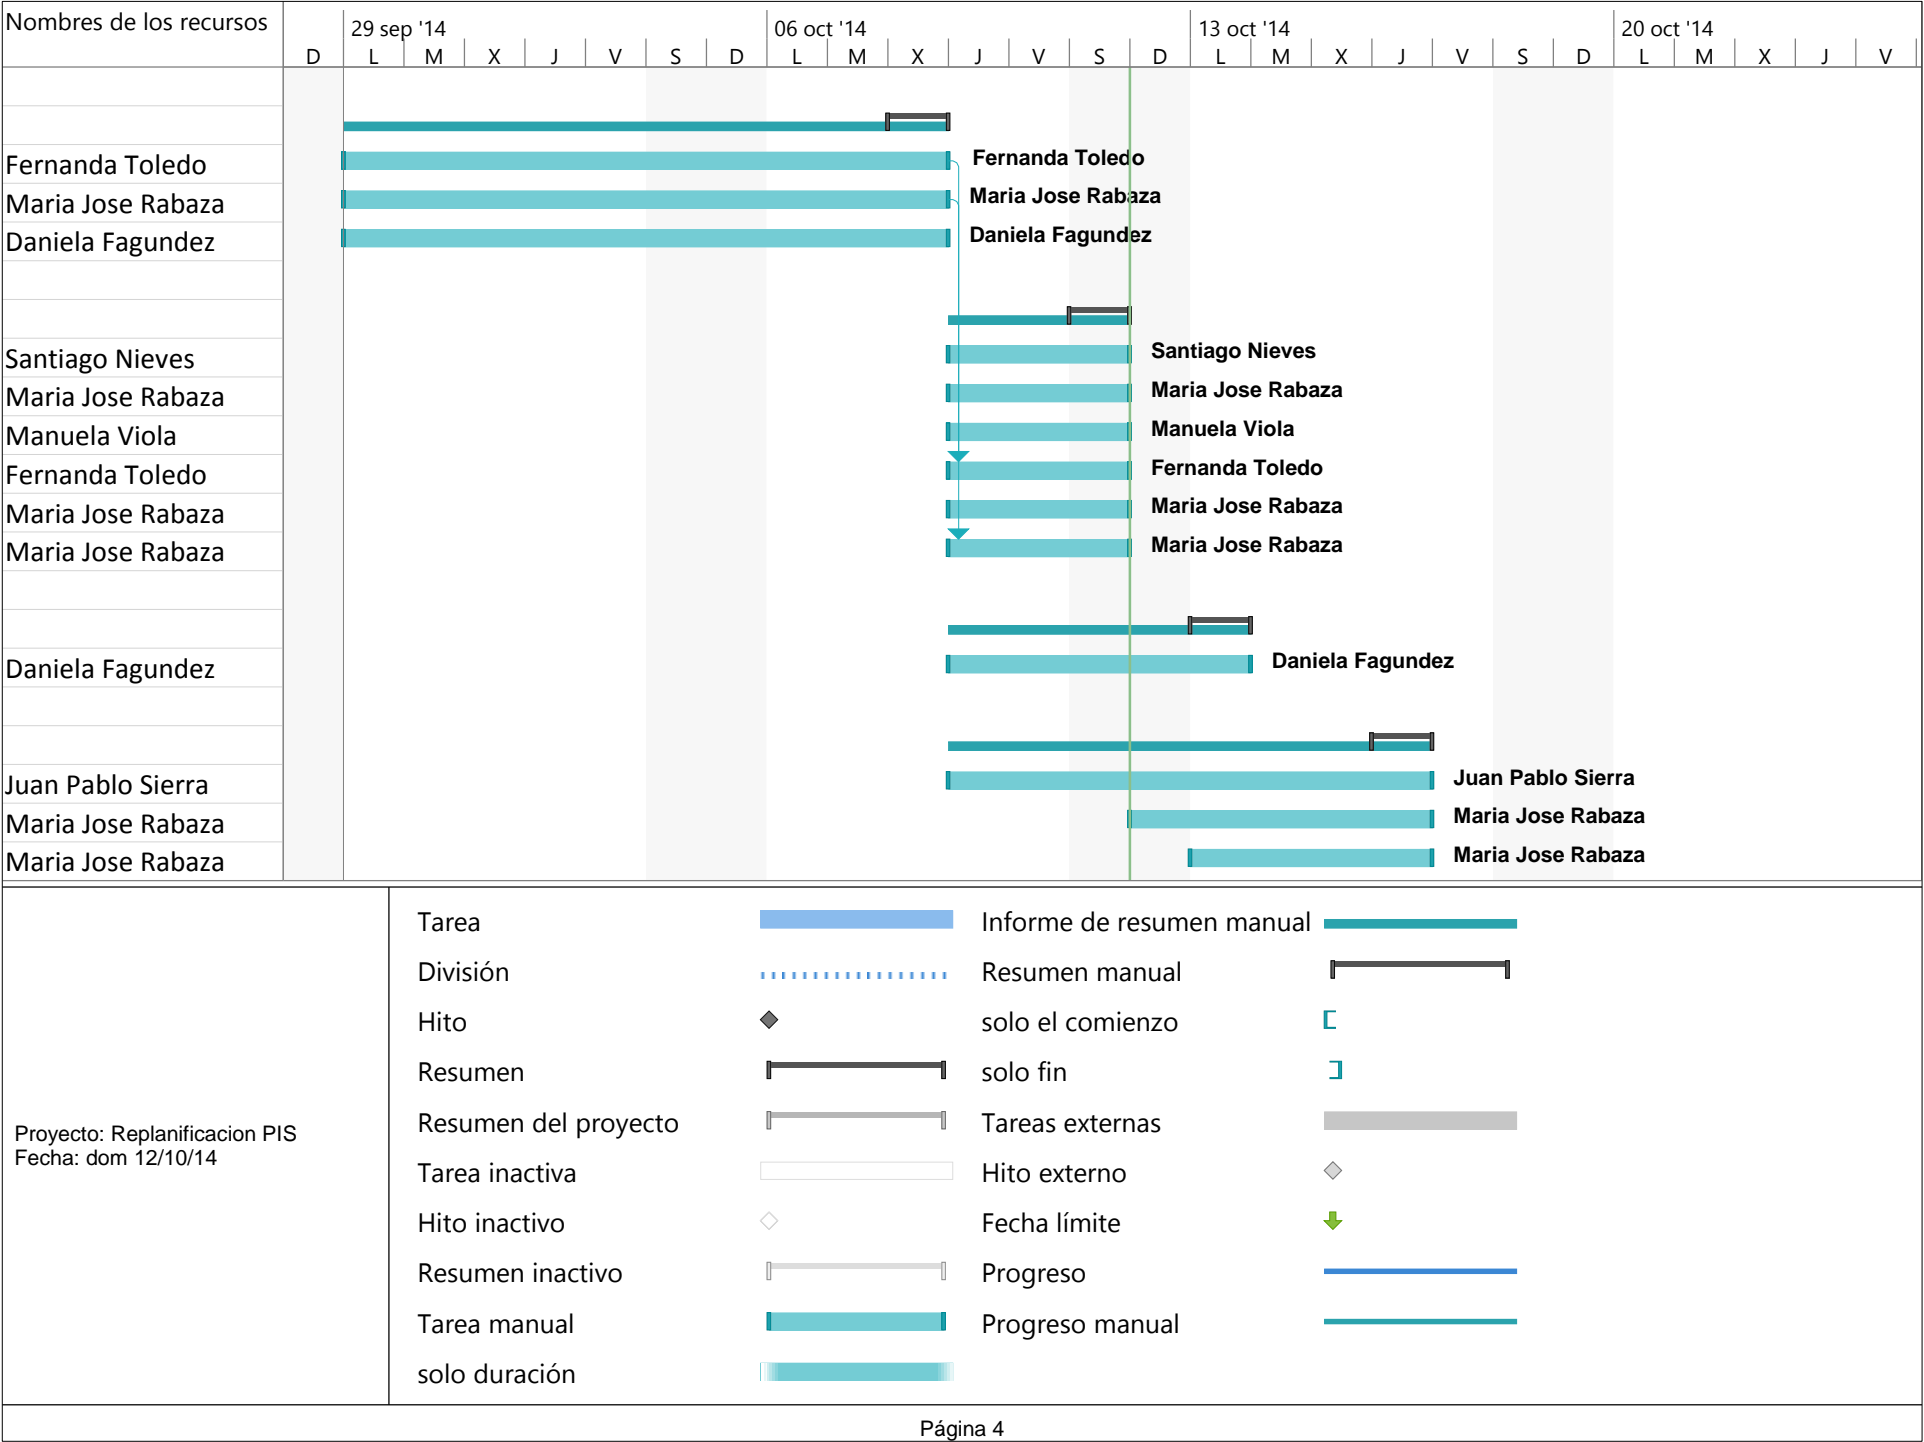 Nombres de los recursos
29 sep '14 06 oct '14 13 oct '14 20 oct '14
D L M X J V S D L M X J V S D L M X J V S D L M X J V
Fernanda Toledo Fernanda Toledo
Maria Jose Rabaza Maria Jose Rabaza
Daniela Fagundez Daniela Fagundez
Santiago Nieves Santiago Nieves
Maria Jose Rabaza Maria Jose Rabaza
Manuela Viola Manuela Viola
Fernanda Toledo Fernanda Toledo
Maria Jose Rabaza Maria Jose Rabaza
Maria Jose Rabaza Maria Jose Rabaza
Daniela Fagundez Daniela Fagundez
Juan Pablo Sierra Juan Pablo Sierra
Maria Jose Rabaza Maria Jose Rabaza
Maria Jose Rabaza Maria Jose Rabaza
Proyecto: Replanificacion PIS
Fecha: dom 12/10/14
Tarea
División
Hito
Resumen
Resumen del proyecto
Tarea inactiva
Hito inactivo
Resumen inactivo
Tarea manual
solo duración
Informe de resumen manual
Resumen manual
solo el comienzo
solo fin
Tareas externas
Hito externo
Fecha límite
Progreso
Progreso manual
Página 4